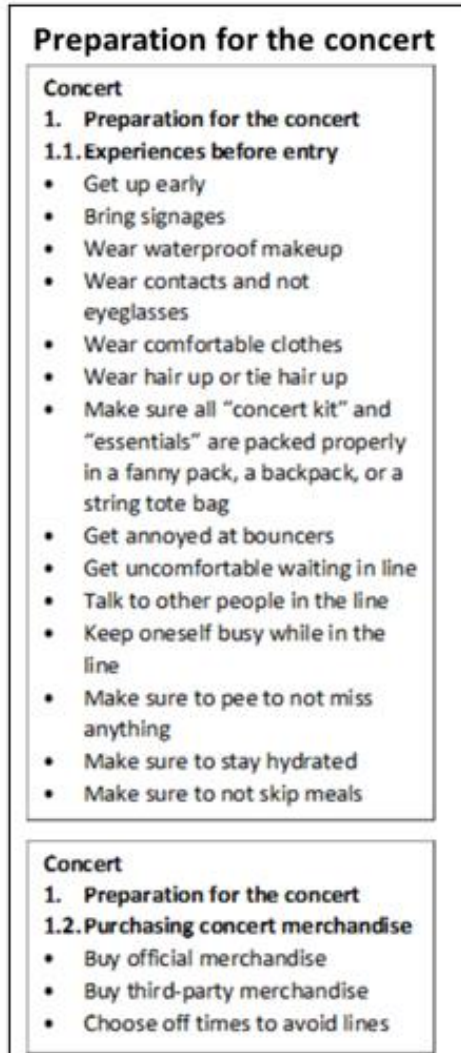 Preparation for the concert
Concert
1. Preparation for the concert
1.1. Experiences before entry
• Get up early
• Bring signages
• Wear waterproof makeup
• Wear contacts and not
eyeglasses
• Wear comfortable clothes
• Wear hair up or tie hair up
• Make sure all “concert kit” and
“essentials” are packed properly
in a fanny pack, a backpack, or a
string tote bag
• Get annoyed at bouncers
• Get uncomfortable waiting in line
• Talk to other people in the line
• Keep oneself busy while in the
line
• Make sure to pee to not miss
anything
• Make sure to stay hydrated
• Make sure to not skip meals
Concert
1. Preparation for the concert
1.2. Purchasing concert merchandise
• Buy official merchandise
• Buy third-party merchandise
• Choose off times to avoid lines